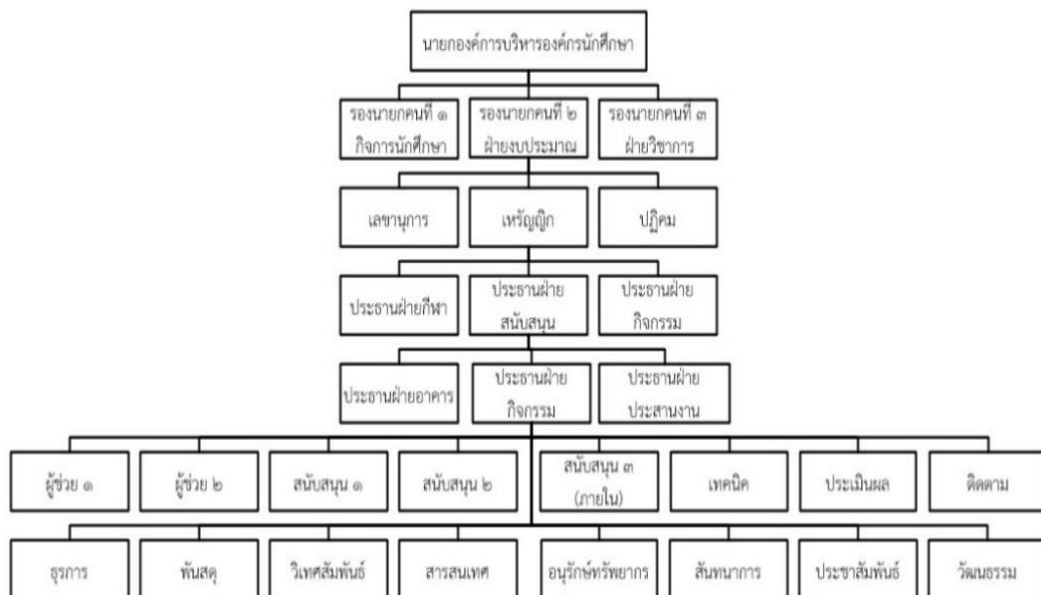 นายกองค์การบริหารองค์กรนักศึกษา
รองนายกคนที่ ๑
กิจการนักศึกษา
รองนายกคนที่ ๒
ฝ่ายงบประมาณ
รองนายกคนที่ ๓
ฝ่ายวิชาการ
เลขานุการ
เหรัญญิก
ปฏิคม
ประธานฝ่ายกีฬา
ประธานฝ่าย
สนับสนุน
ประธานฝ่าย
กิจกรรม
ประธานฝ่ายอาคาร
ประธานฝ่าย
กิจกรรม
ประธานฝ่าย
ประสานงาน
ผู้ช่วย ๑
ผู้ช่วย ๒
สนับสนุน ๑
สนับสนุน ๒
สนับสนุน ๓
(ภายใน)
เทคนิค
ประเมินผล
ติดตาม
ธุรการ
พันสดุ
วิเทศสัมพันธ์
สารสนเทศ
อนุรักษ์ทรัพยากร
สันทนาการ
ประชาสัมพันธ์
วัฒนธรรม